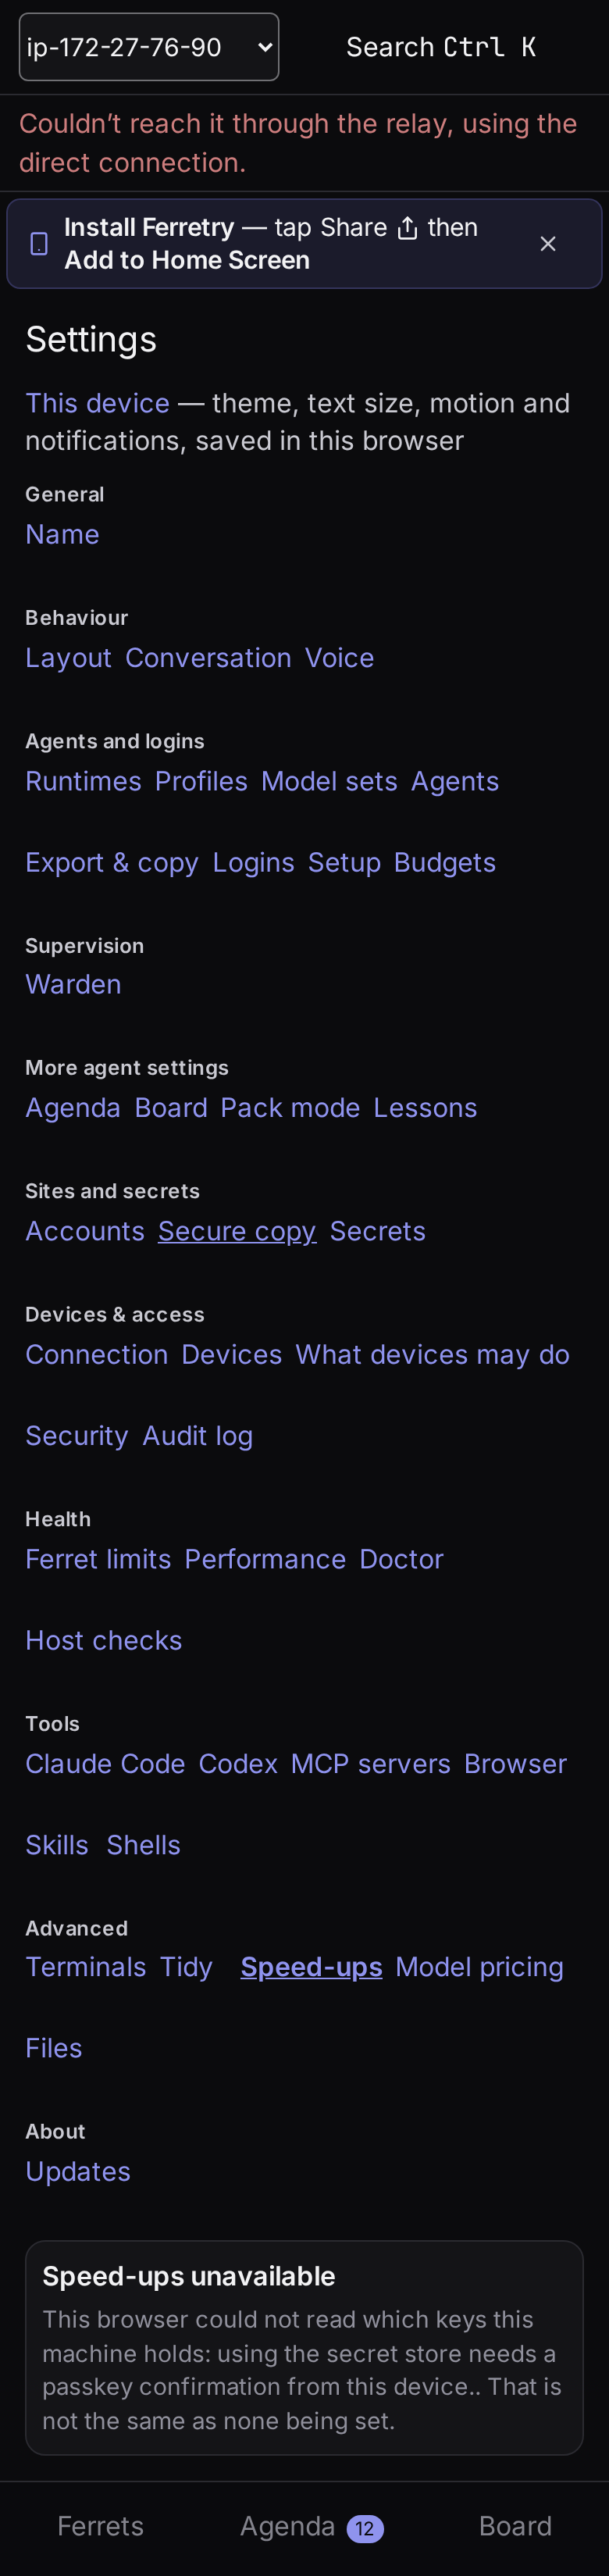 ip-172-27-76-90
Search Ctrl K
Couldn’t reach it through the relay, using the
direct connection.
Install Ferretry — tap Share then
Add to Home Screen
Settings
This device — theme, text size, motion and
notifications, saved in this browser
General
Name
Behaviour
Layout Conversation Voice
Agents and logins
Runtimes Profiles Model sets Agents
Export & copy Logins Setup Budgets
Supervision
Warden
More agent settings
Agenda Board Pack mode Lessons
Sites and secrets
Accounts Secure copy Secrets
Devices & access
Connection Devices What devices may do
Security Audit log
Health
Ferret limits Performance Doctor
Host checks
Tools
Claude Code Codex MCP servers Browser
Skills Shells
Advanced
Terminals Tidy Speed-ups Model pricing
Files
About
Updates
Speed-ups unavailable
This browser could not read which keys this
machine holds: using the secret store needs a
passkey confirmation from this device.. That is
not the same as none being set.
Ferrets Agenda 12 Board